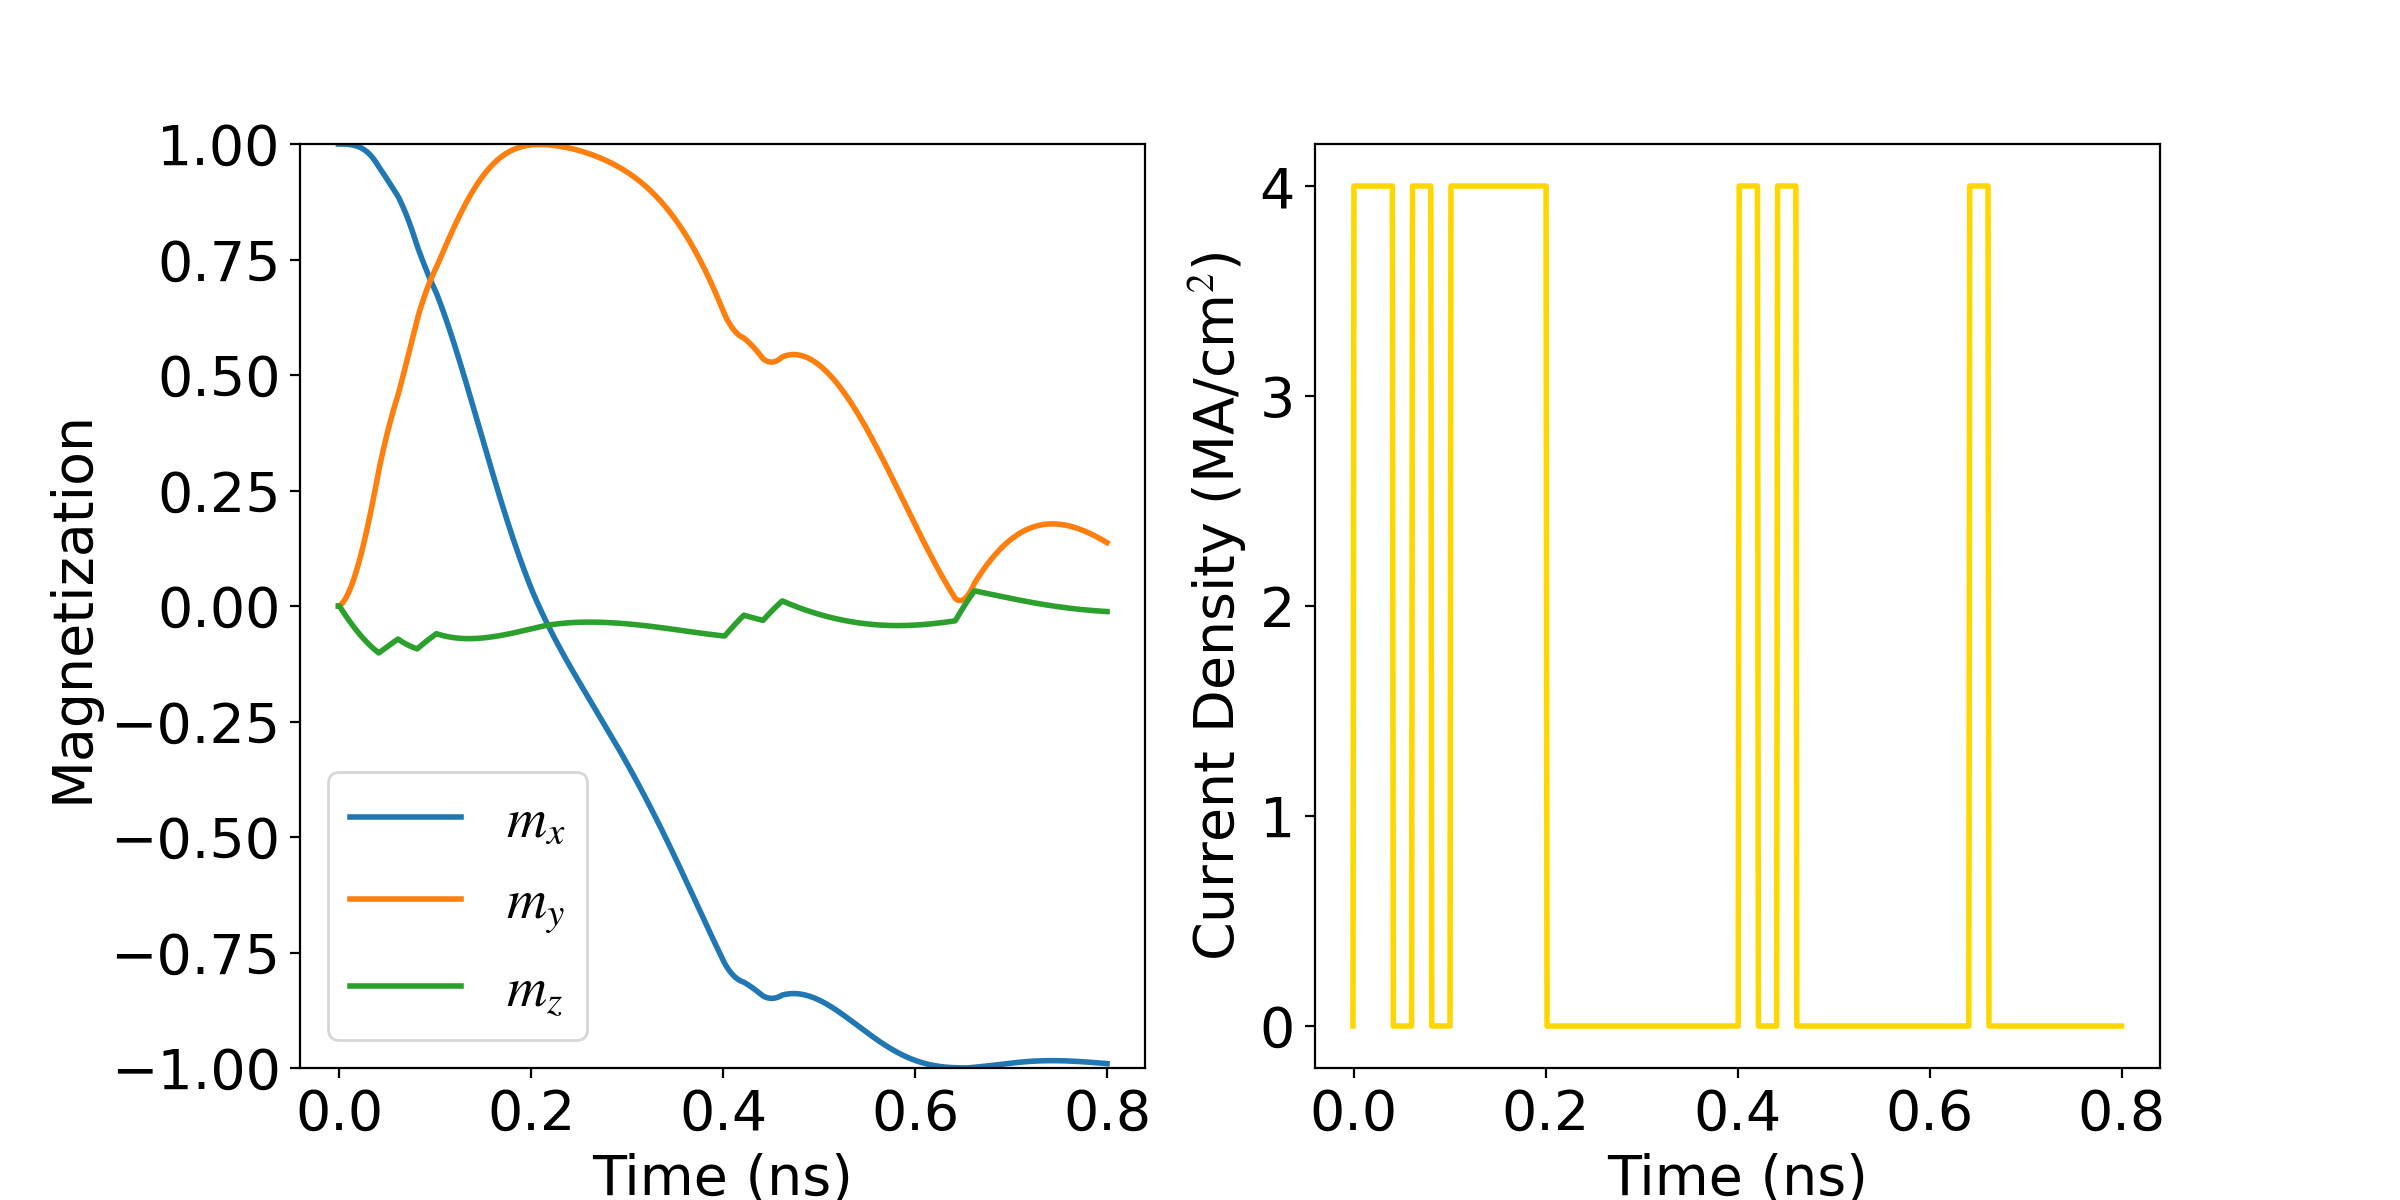 1.00
0.75
0.50
0.25
0.00
−0.25
−0.50
−0.75
−1.00
Magnetization
m_x
m_y
m_z
0.0 0.2 0.4 0.6 0.8
Time (ns)
4
3
2
1
0
Current Density (MA/cm²)
0.0 0.2 0.4 0.6 0.8
Time (ns)